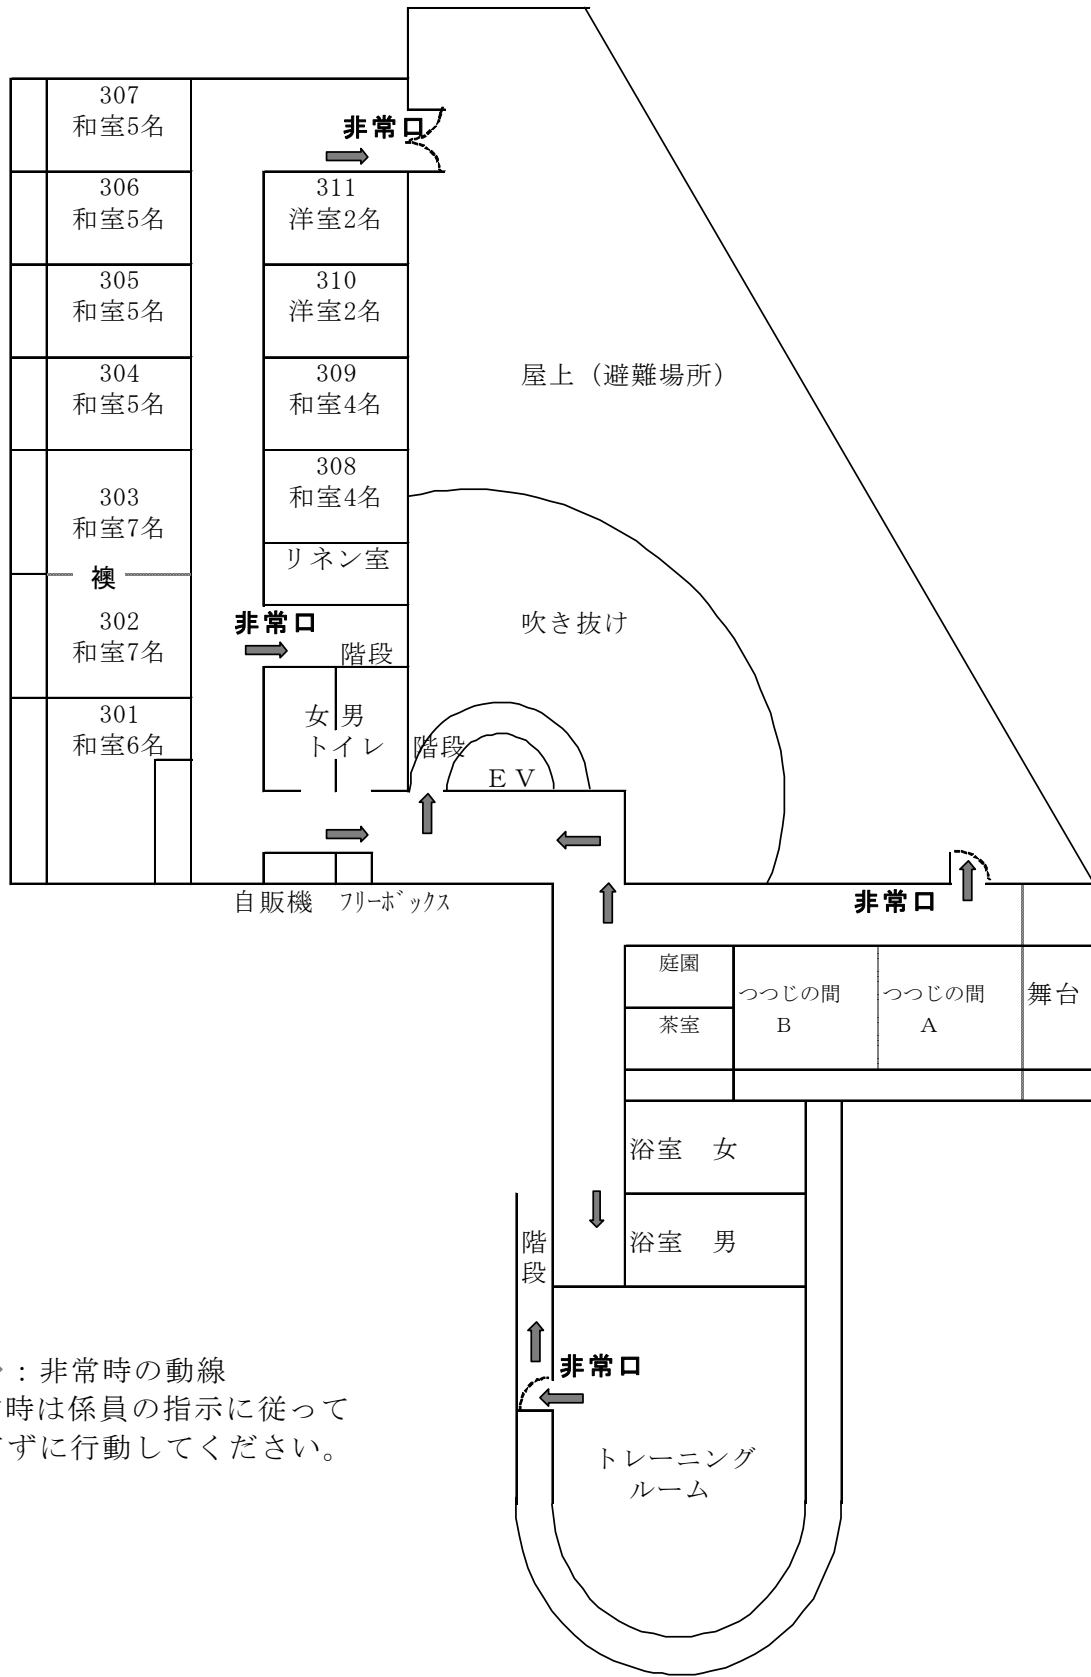 307
和室5名
非常口
306
和室5名
311
洋室2名
305
和室5名
310
洋室2名
304
和室5名
309
和室4名
屋上（避難場所）
303
和室7名
308
和室4名
リネン室
襖
302
和室7名
非常口
階段
吹き抜け
301
和室6名
女 男
トイレ
階段
ＥＶ
自販機 フリーボックス
非常口
庭園
茶室
つつじの間
Ｂ
つつじの間
Ａ
舞台
浴室　女
浴室　男
階段
非常口
：非常時の動線
時は係員の指示に従って
ずに行動してください。
トレーニング
ルーム